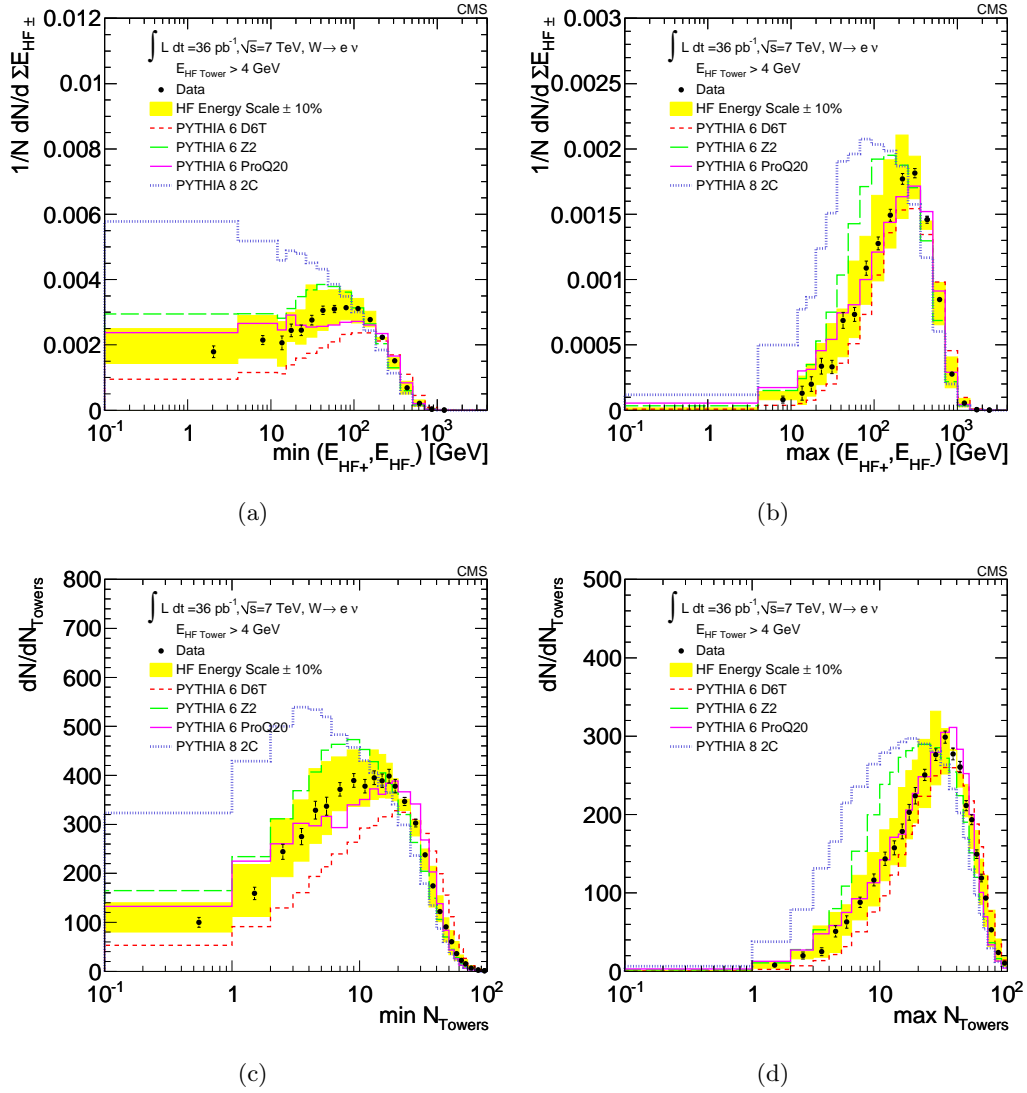 CMS
1/N dN/d ΣE_HF ±
0.012
0.01
0.008
0.006
0.004
0.002
0
∫ L dt =36 pb⁻¹,√s=7 TeV, W→ e ν
E_HF Tower > 4 GeV
Data
HF Energy Scale ± 10%
PYTHIA 6 D6T
PYTHIA 6 Z2
PYTHIA 6 ProQ20
PYTHIA 8 2C
10⁻¹ 1 10 10² 10³
min (E_HF+,E_HF-) [GeV]
(a)
CMS
1/N dN/d ΣE_HF ±
0.003
0.0025
0.002
0.0015
0.001
0.0005
0
∫ L dt =36 pb⁻¹,√s=7 TeV, W→ e ν
E_HF Tower > 4 GeV
Data
HF Energy Scale ± 10%
PYTHIA 6 D6T
PYTHIA 6 Z2
PYTHIA 6 ProQ20
PYTHIA 8 2C
10⁻¹ 1 10 10² 10³
max (E_HF+,E_HF-) [GeV]
(b)
CMS
dN/dN_Towers
800
700
600
500
400
300
200
100
0
∫ L dt =36 pb⁻¹,√s=7 TeV, W→ e ν
E_HF Tower > 4 GeV
Data
HF Energy Scale ± 10%
PYTHIA 6 D6T
PYTHIA 6 Z2
PYTHIA 6 ProQ20
PYTHIA 8 2C
10⁻¹ 1 10 10²
min N_Towers
(c)
CMS
dN/dN_Towers
500
400
300
200
100
0
∫ L dt =36 pb⁻¹,√s=7 TeV, W→ e ν
E_HF Tower > 4 GeV
Data
HF Energy Scale ± 10%
PYTHIA 6 D6T
PYTHIA 6 Z2
PYTHIA 6 ProQ20
PYTHIA 8 2C
10⁻¹ 1 10 10²
max N_Towers
(d)